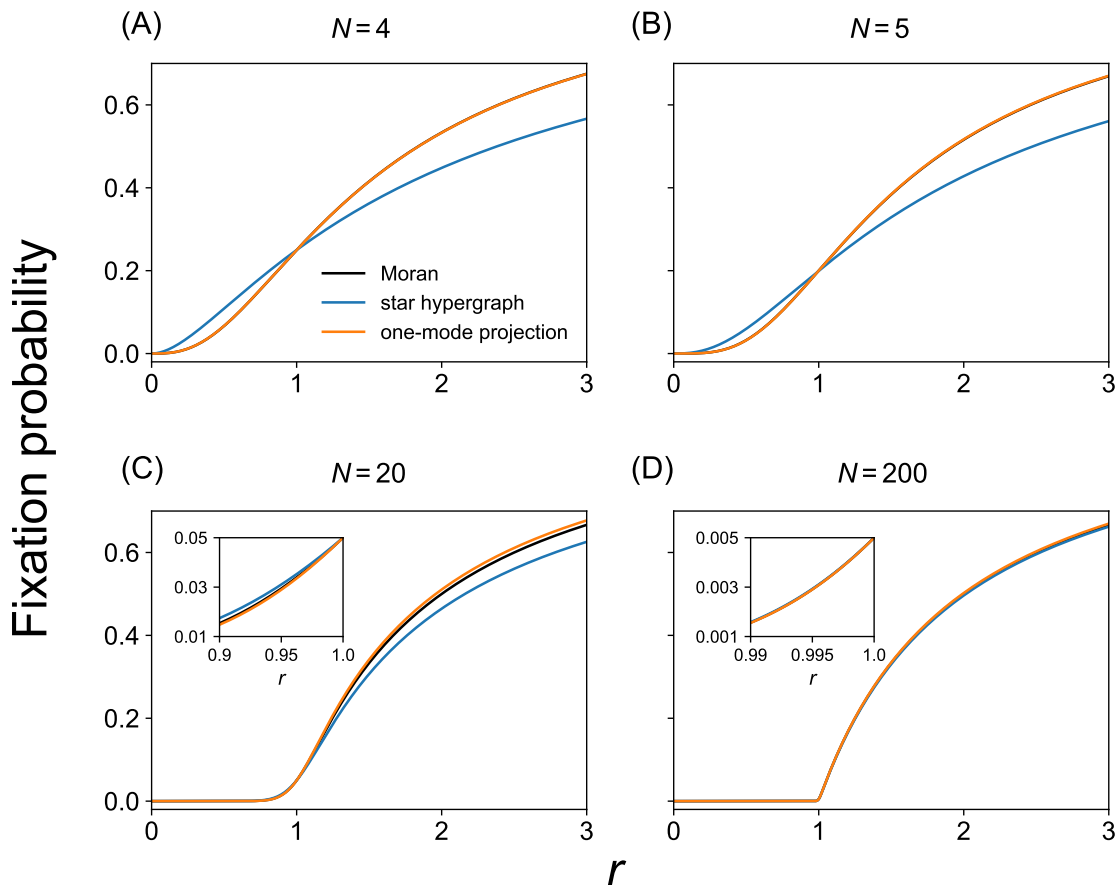 (A)
N = 4
(B)
N = 5
0.6
0.4
0.2
0.0
0
1
2
3
0
1
2
3
Moran
star hypergraph
one-mode projection
Fixation probability
(C)
N = 20
(D)
N = 200
0.6
0.4
0.2
0.0
0
1
2
3
0.05
0.03
0.01
0.9
0.95
1.0
r
0.005
0.003
0.001
0.99
0.995
1.0
r
0
1
2
3
r